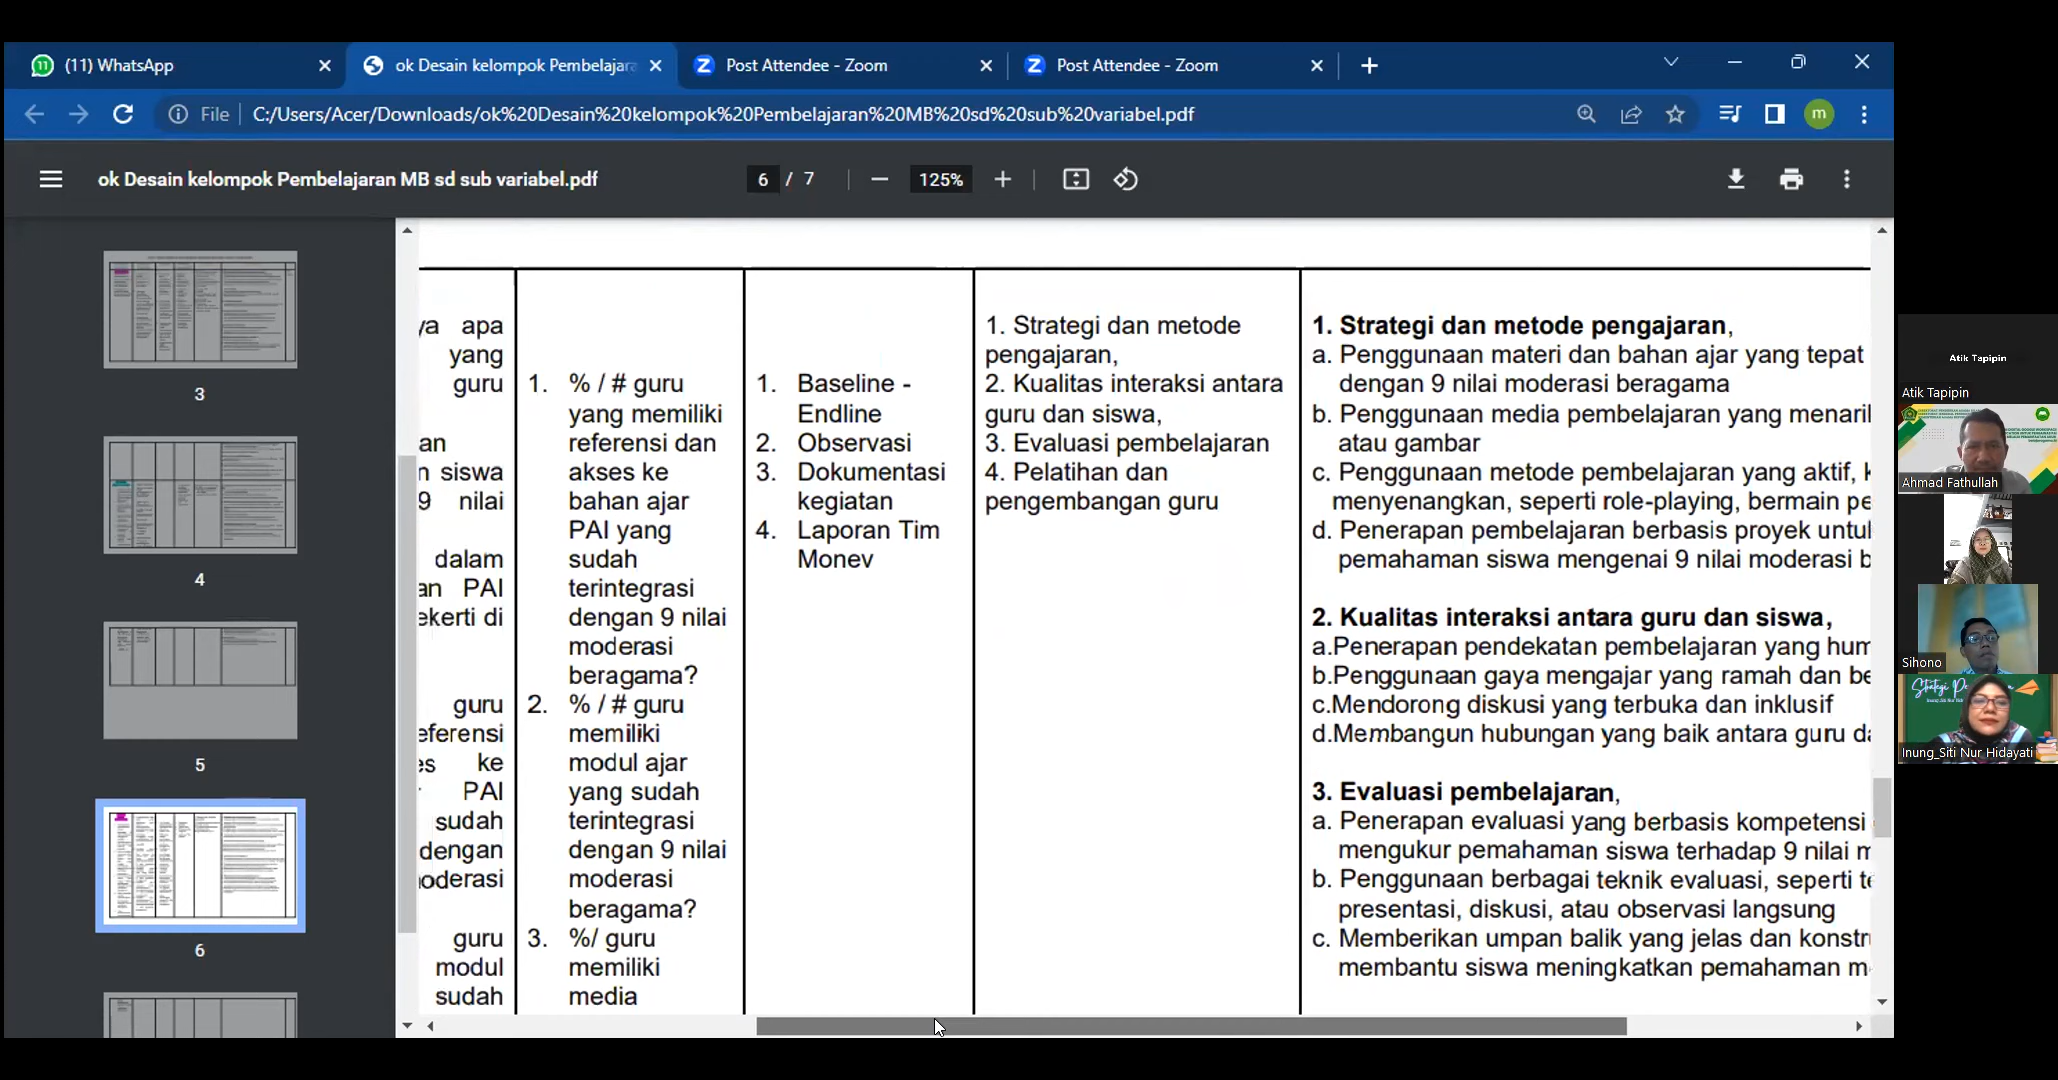 (11) WhatsApp
ok Desain kelompok Pembelajara
Post Attendee - Zoom
Post Attendee - Zoom
File
C:/Users/Acer/Downloads/ok%20Desain%20kelompok%20Pembelajaran%20MB%20sd%20sub%20variabel.pdf
m
ok Desain kelompok Pembelajaran MB sd sub variabel.pdf
6 / 7
125%
3
4
5
6
ya apa
yang
guru
an
n siswa
9 nilai
dalam
an PAI
ekerti di
guru
eferensi
es ke
PAI
sudah
dengan
oderasi
guru
modul
sudah
1. % / # guru
yang memiliki
referensi dan
akses ke
bahan ajar
PAI yang
sudah
terintegrasi
dengan 9 nilai
moderasi
beragama?
2. % / # guru
memiliki
modul ajar
yang sudah
terintegrasi
dengan 9 nilai
moderasi
beragama?
3. %/ guru
memiliki
media
1. Baseline -
Endline
2. Observasi
3. Dokumentasi
kegiatan
4. Laporan Tim
Monev
1. Strategi dan metode
pengajaran,
2. Kualitas interaksi antara
guru dan siswa,
3. Evaluasi pembelajaran
4. Pelatihan dan
pengembangan guru
1. Strategi dan metode pengajaran,
a. Penggunaan materi dan bahan ajar yang tepat
dengan 9 nilai moderasi beragama
b. Penggunaan media pembelajaran yang menari
atau gambar
c. Penggunaan metode pembelajaran yang aktif, k
menyenangkan, seperti role-playing, bermain pe
d. Penerapan pembelajaran berbasis proyek untu
pemahaman siswa mengenai 9 nilai moderasi b
2. Kualitas interaksi antara guru dan siswa,
a.Penerapan pendekatan pembelajaran yang hum
b.Penggunaan gaya mengajar yang ramah dan be
c.Mendorong diskusi yang terbuka dan inklusif
d.Membangun hubungan yang baik antara guru da
3. Evaluasi pembelajaran,
a. Penerapan evaluasi yang berbasis kompetensi
mengukur pemahaman siswa terhadap 9 nilai m
b. Penggunaan berbagai teknik evaluasi, seperti te
presentasi, diskusi, atau observasi langsung
c. Memberikan umpan balik yang jelas dan konstr
membantu siswa meningkatkan pemahaman m
Atik Tapipin
Atik Tapipin
Ahmad Fathullah
Sihono
Strategi
Inung_Siti Nur Hidayati